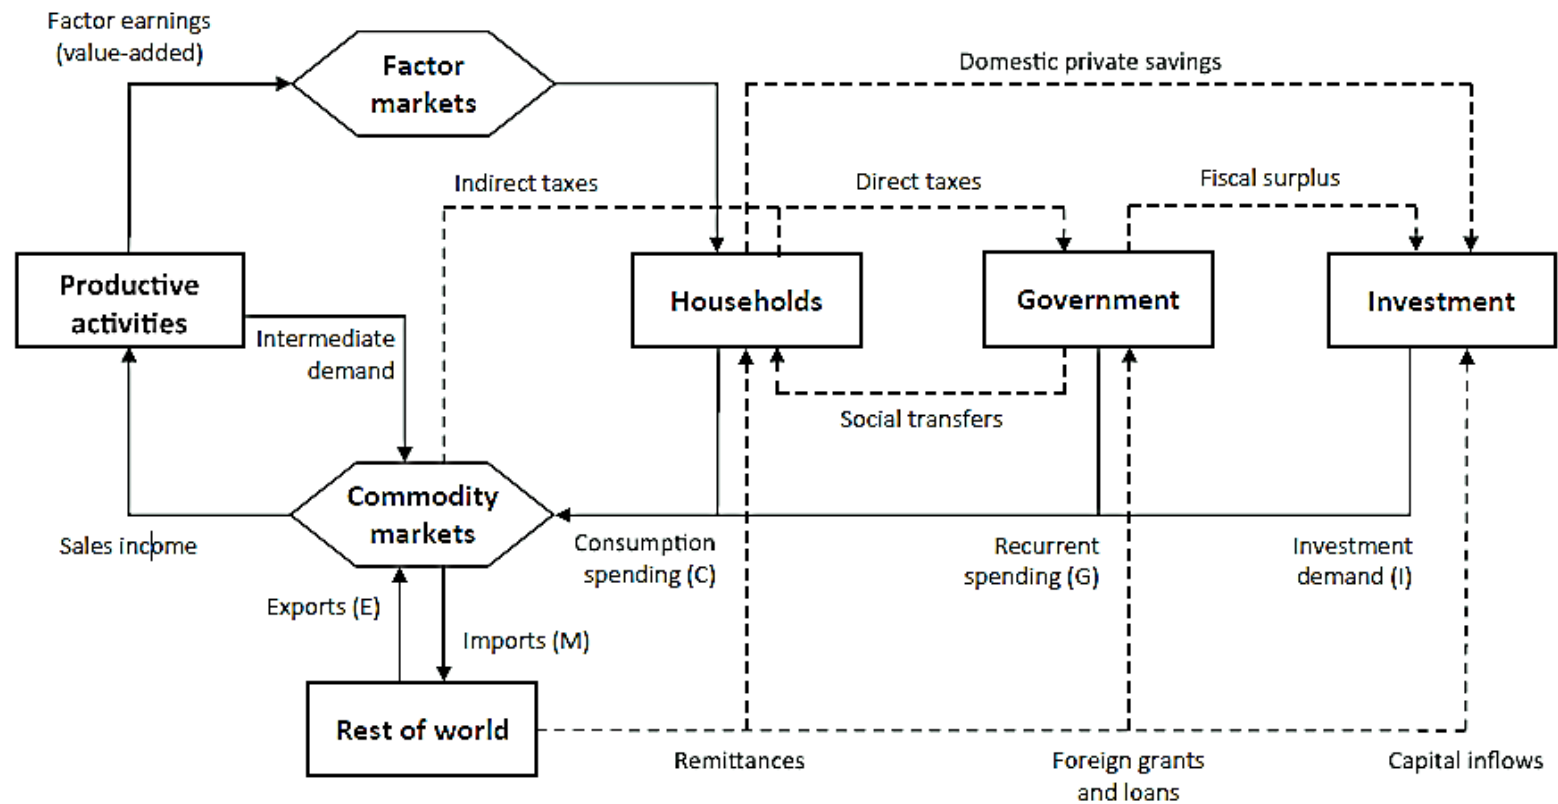 Factor earnings
(value-added)
Factor
markets
Domestic private savings
Indirect taxes
Direct taxes
Fiscal surplus
Productive
activities
Households
Government
Investment
Intermediate
demand
Social transfers
Commodity
markets
Sales income
Consumption
spending (C)
Recurrent
spending (G)
Investment
demand (I)
Exports (E)
Imports (M)
Rest of world
Remittances
Foreign grants
and loans
Capital inflows